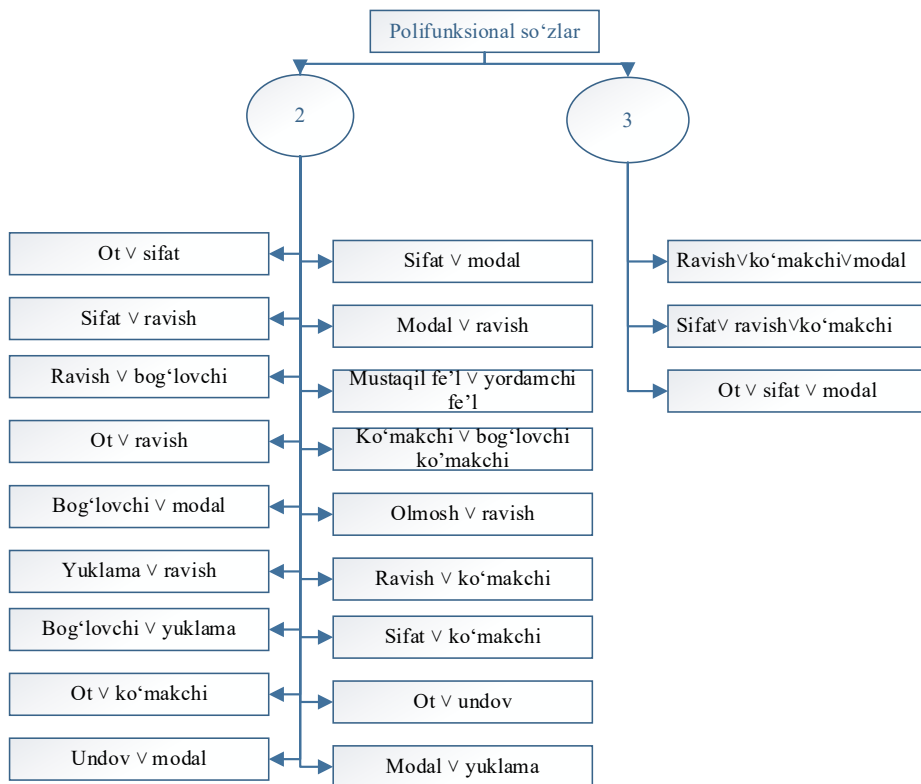 Polifunksional so‘zlar
2
3
Ot ˅ sifat
Sifat ˅ ravish
Ravish ˅ bog‘lovchi
Ot ˅ ravish
Bog‘lovchi ˅ modal
Yuklama ˅ ravish
Bog‘lovchi ˅ yuklama
Ot ˅ ko‘makchi
Undov ˅ modal
Sifat ˅ modal
Modal ˅ ravish
Mustaqil fe’l ˅ yordamchi
fe’l
Ko‘makchi ˅ bog‘lovchi
ko’makchi
Olmosh ˅ ravish
Ravish ˅ ko‘makchi
Sifat ˅ ko‘makchi
Ot ˅ undov
Modal ˅ yuklama
Ravish˅ko‘makchi˅modal
Sifat˅ ravish˅ko‘makchi
Ot ˅ sifat ˅ modal